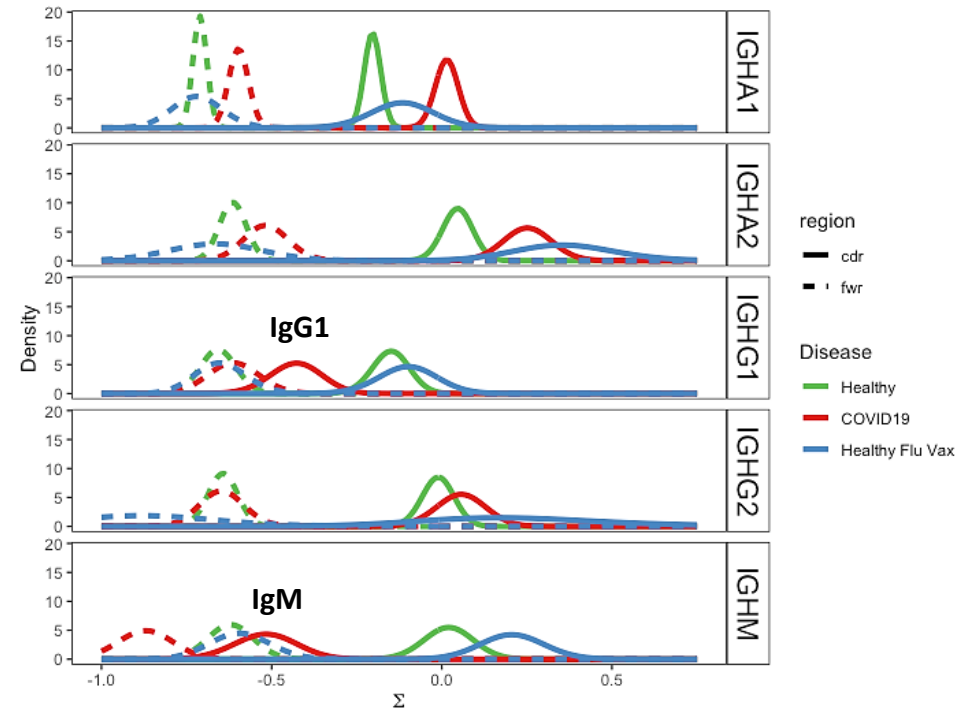 20
15
10
5
0
IGHA1
20
15
10
5
0
IGHA2
20
15
10
5
0
IgG1
IGHG1
20
15
10
5
0
IGHG2
20
15
10
5
0
IgM
IGHM
Density
-1.0
-0.5
0.0
0.5
Σ
region
cdr
fwr
Disease
Healthy
COVID19
Healthy Flu Vax